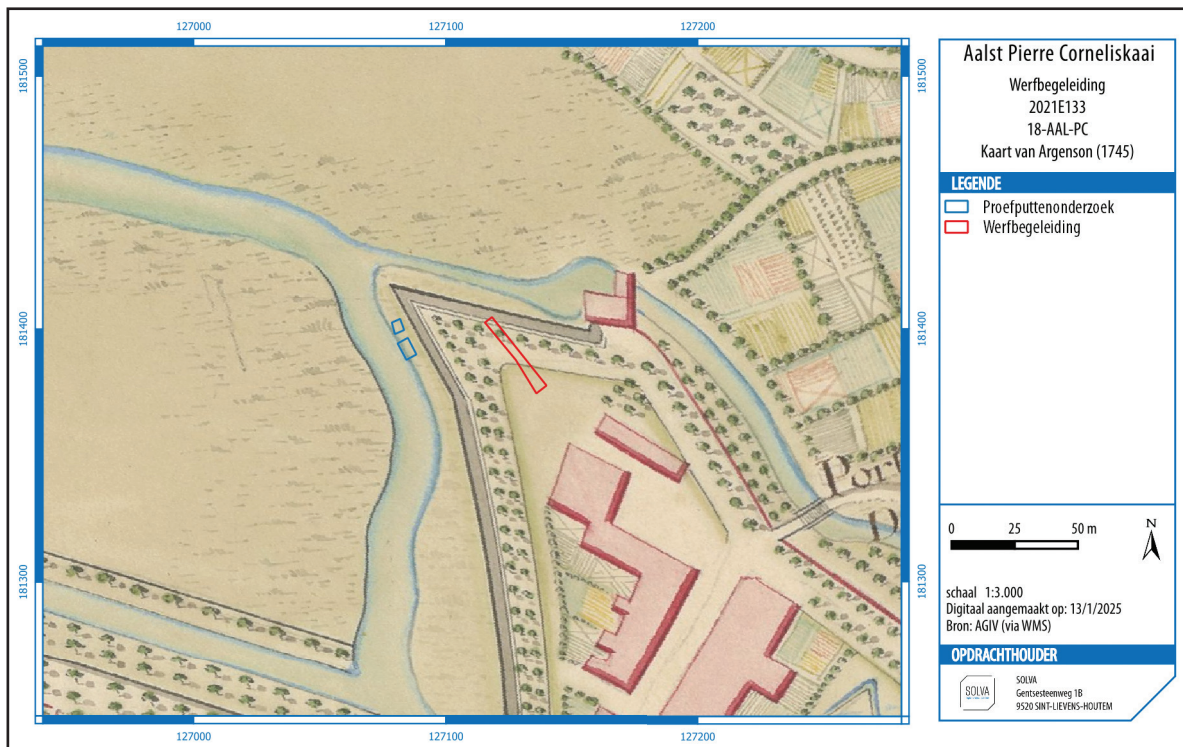 127000
127100
127200
181500
181500
181400
181400
181300
181300
127000
127100
127200
Por
D
Aalst Pierre Corneliskaai
Werfbegeleiding
2021E133
18-AAL-PC
Kaart van Argenson (1745)
LEGENDE
Proefputtenonderzoek
Werfbegeleiding
0 25 50 m
N
schaal 1:3.000
Digitaal aangemaakt op: 13/1/2025
Bron: AGIV (via WMS)
OPDRACHTHOUDER
SOLVA
SOLVA
Gentsesteenweg 1B
9520 SINT-LIEVENS-HOUTEM